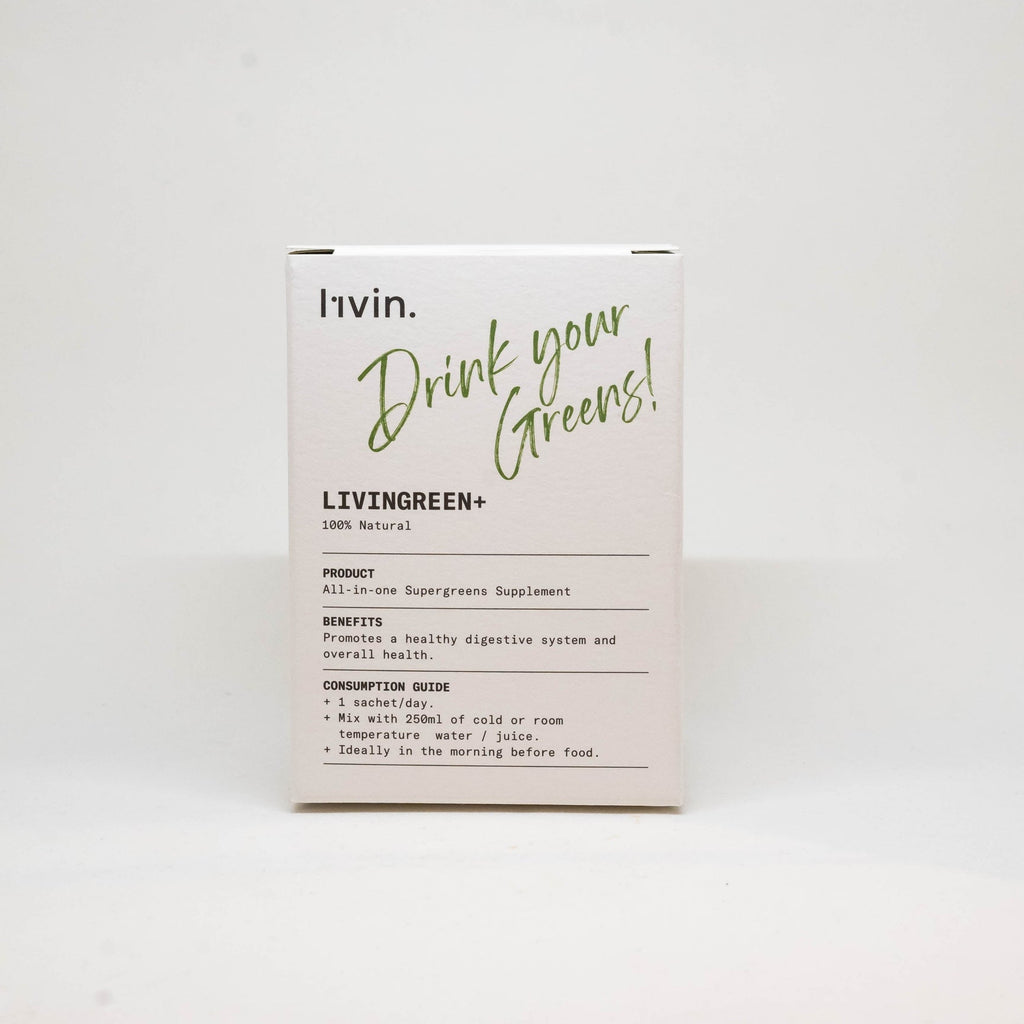 livin.
Drink your
Greens!
LIVINGREEN+
100% Natural
PRODUCT
All-in-one Supergreens Supplement
BENEFITS
Promotes a healthy digestive system and
overall health.
CONSUMPTION GUIDE
+ 1 sachet/day.
+ Mix with 250ml of cold or room
temperature water / juice.
+ Ideally in the morning before food.